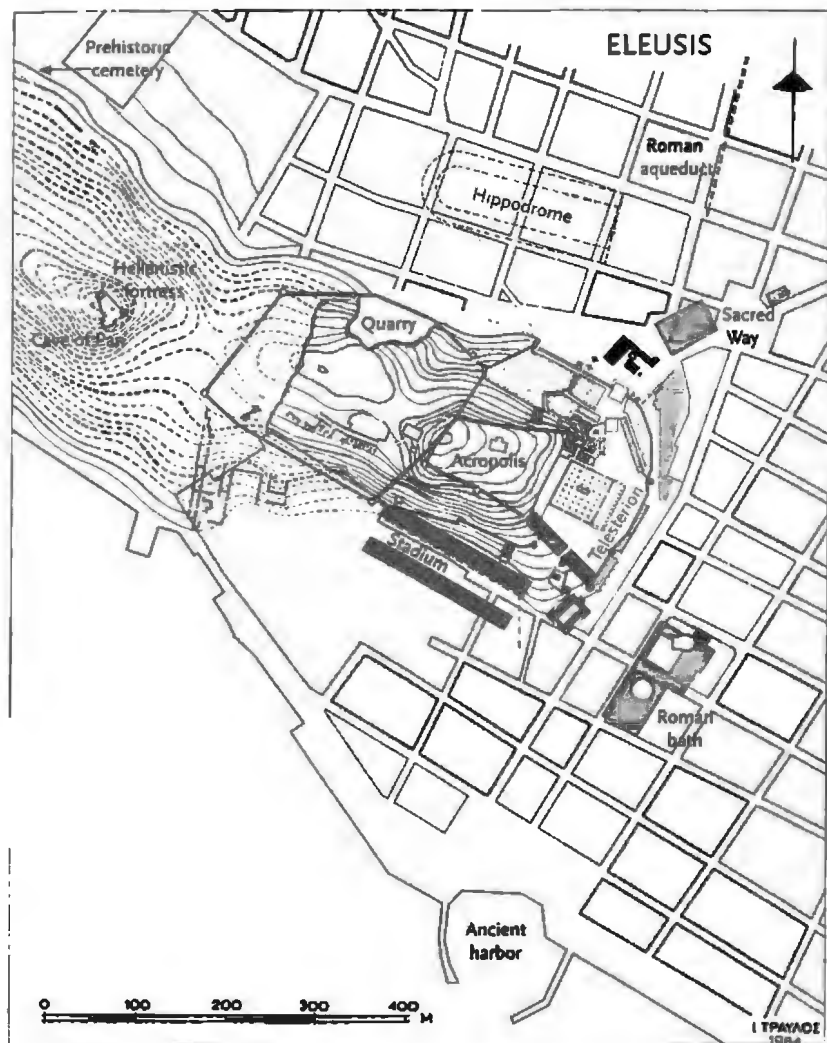 ELEUSIS
Prehistoric
cemetery
Roman
aqueduct
Hippodrome
Hellenistic
fortress
Cave of Pan
Quarry
Sacred
Way
Acropolis
Telesterion
Stadium
Roman
bath
Ancient
harbor
0 100 200 300 400 M
Ι ΤΡΑΥΛΟΣ
1984